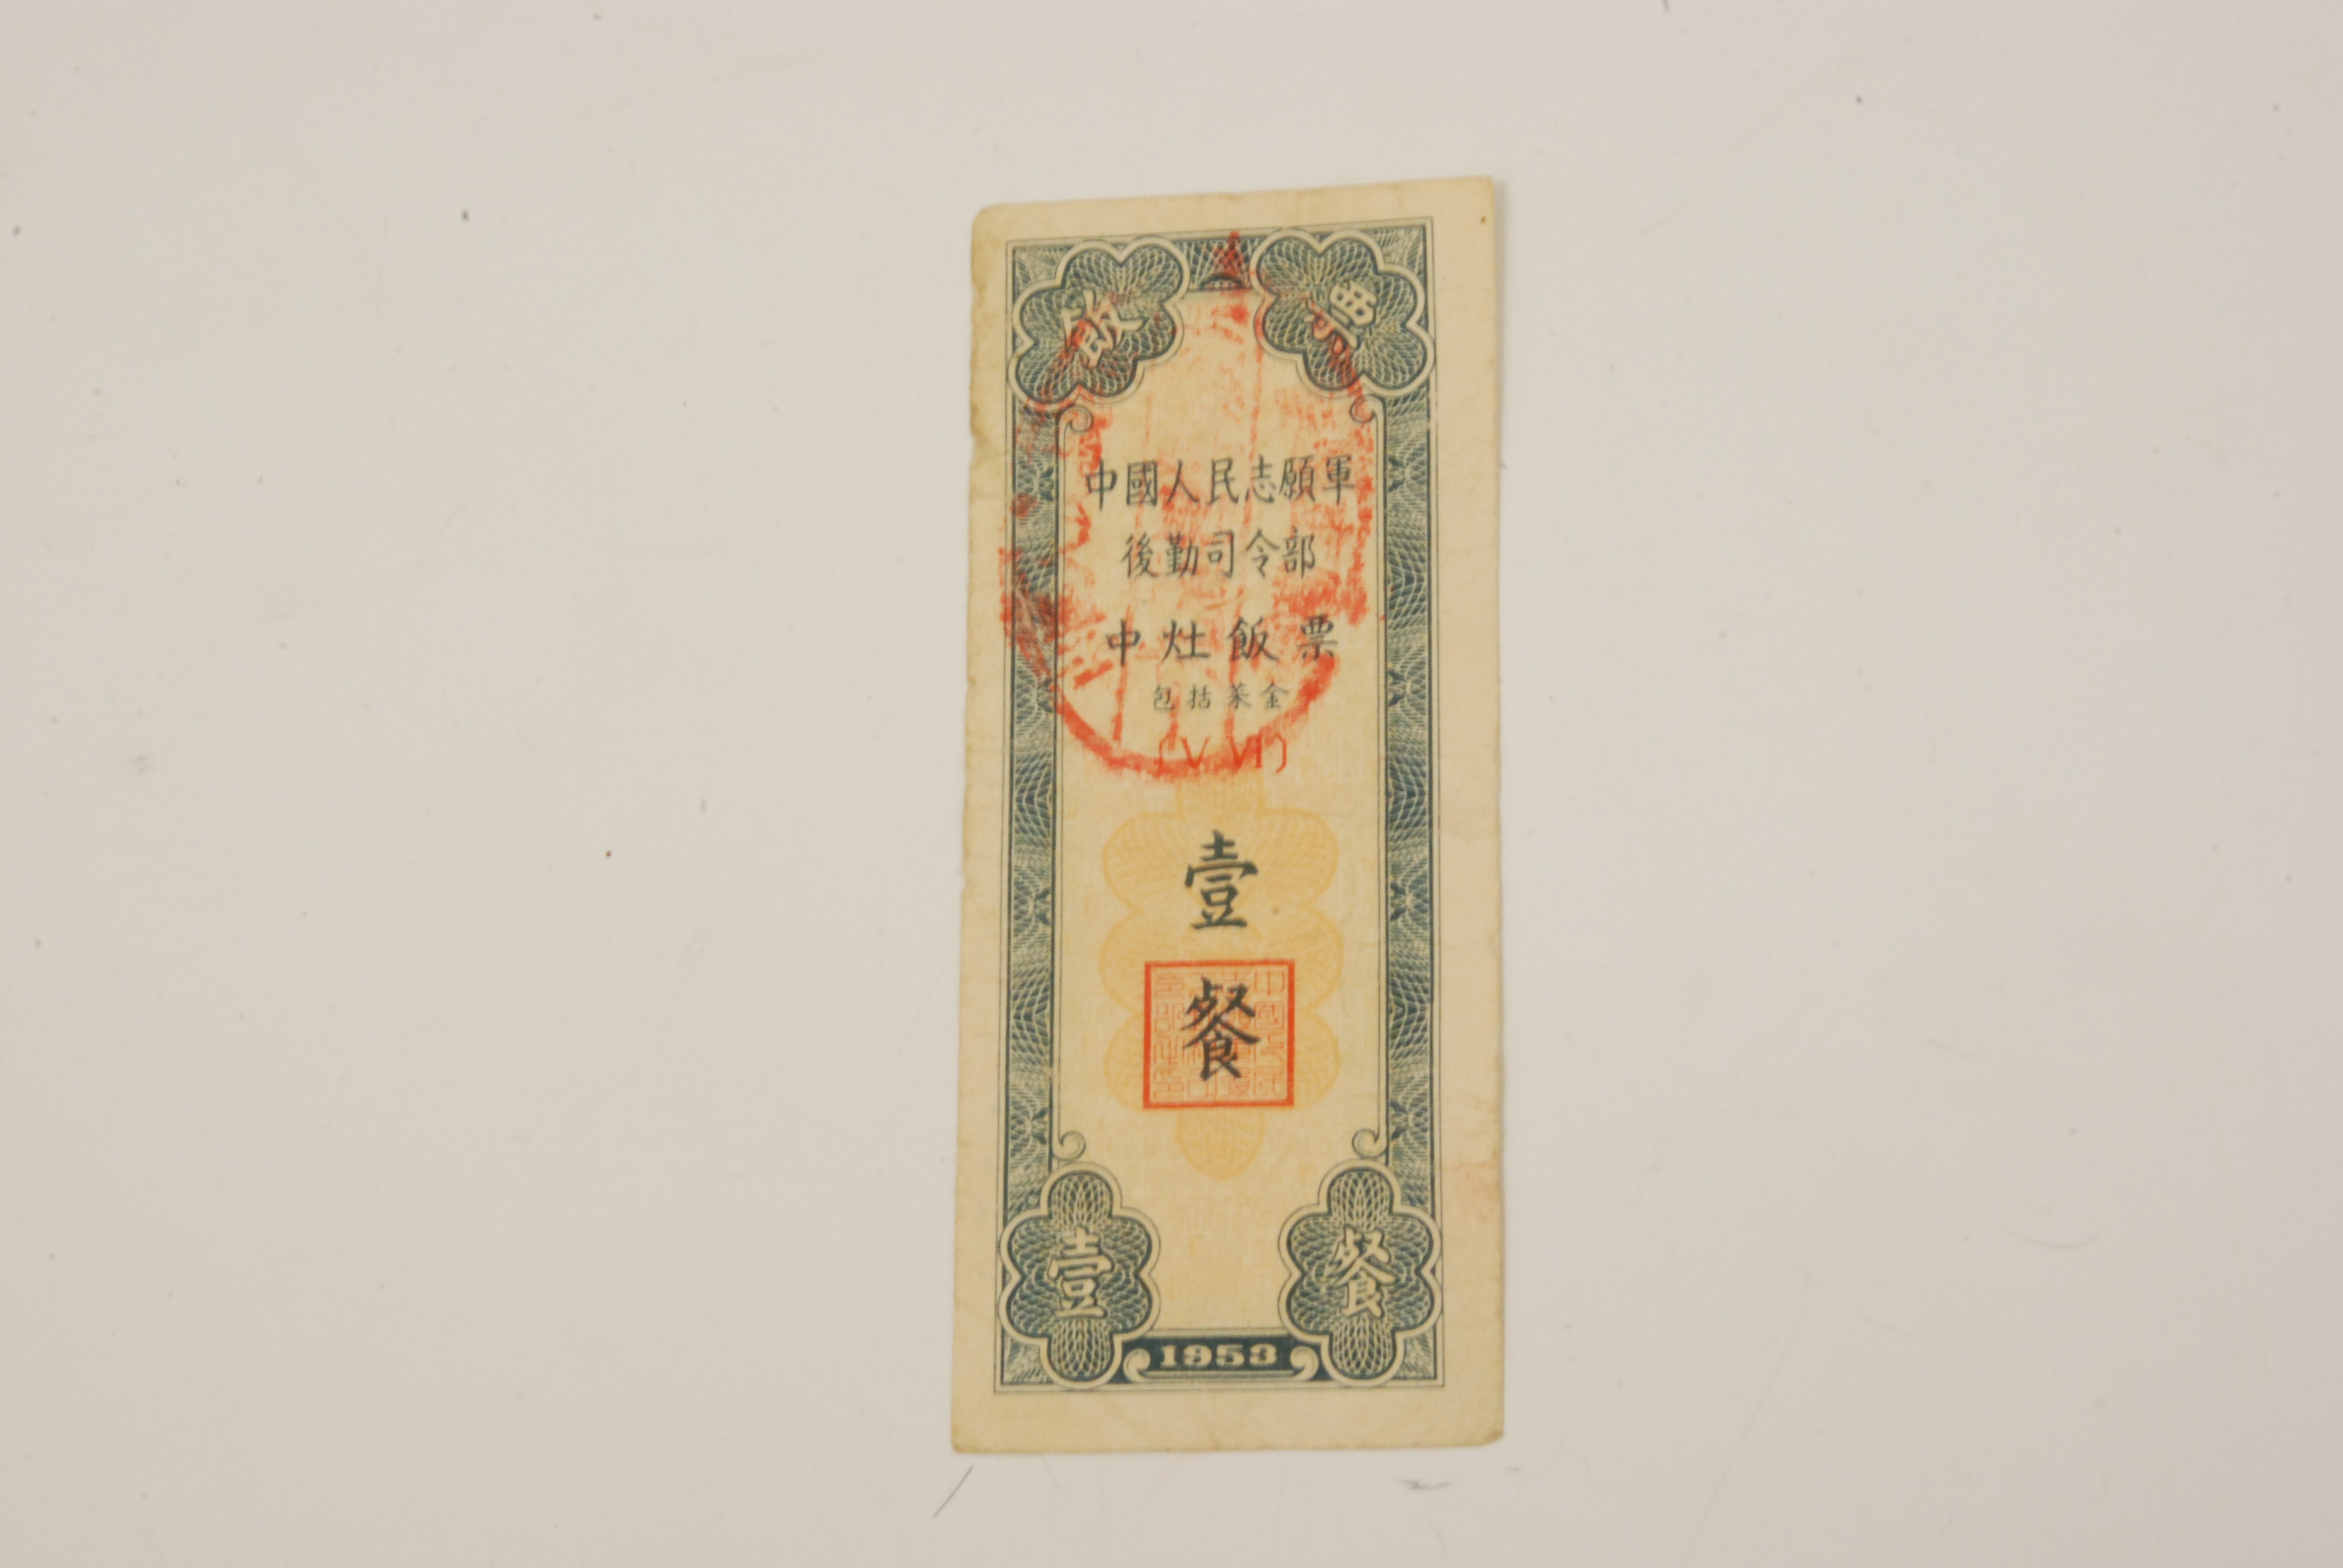 飯 票
中國人民志願軍
後勤司令部
中灶飯票
包括菜金
(V VI)
壹
餐
壹 餐
1953